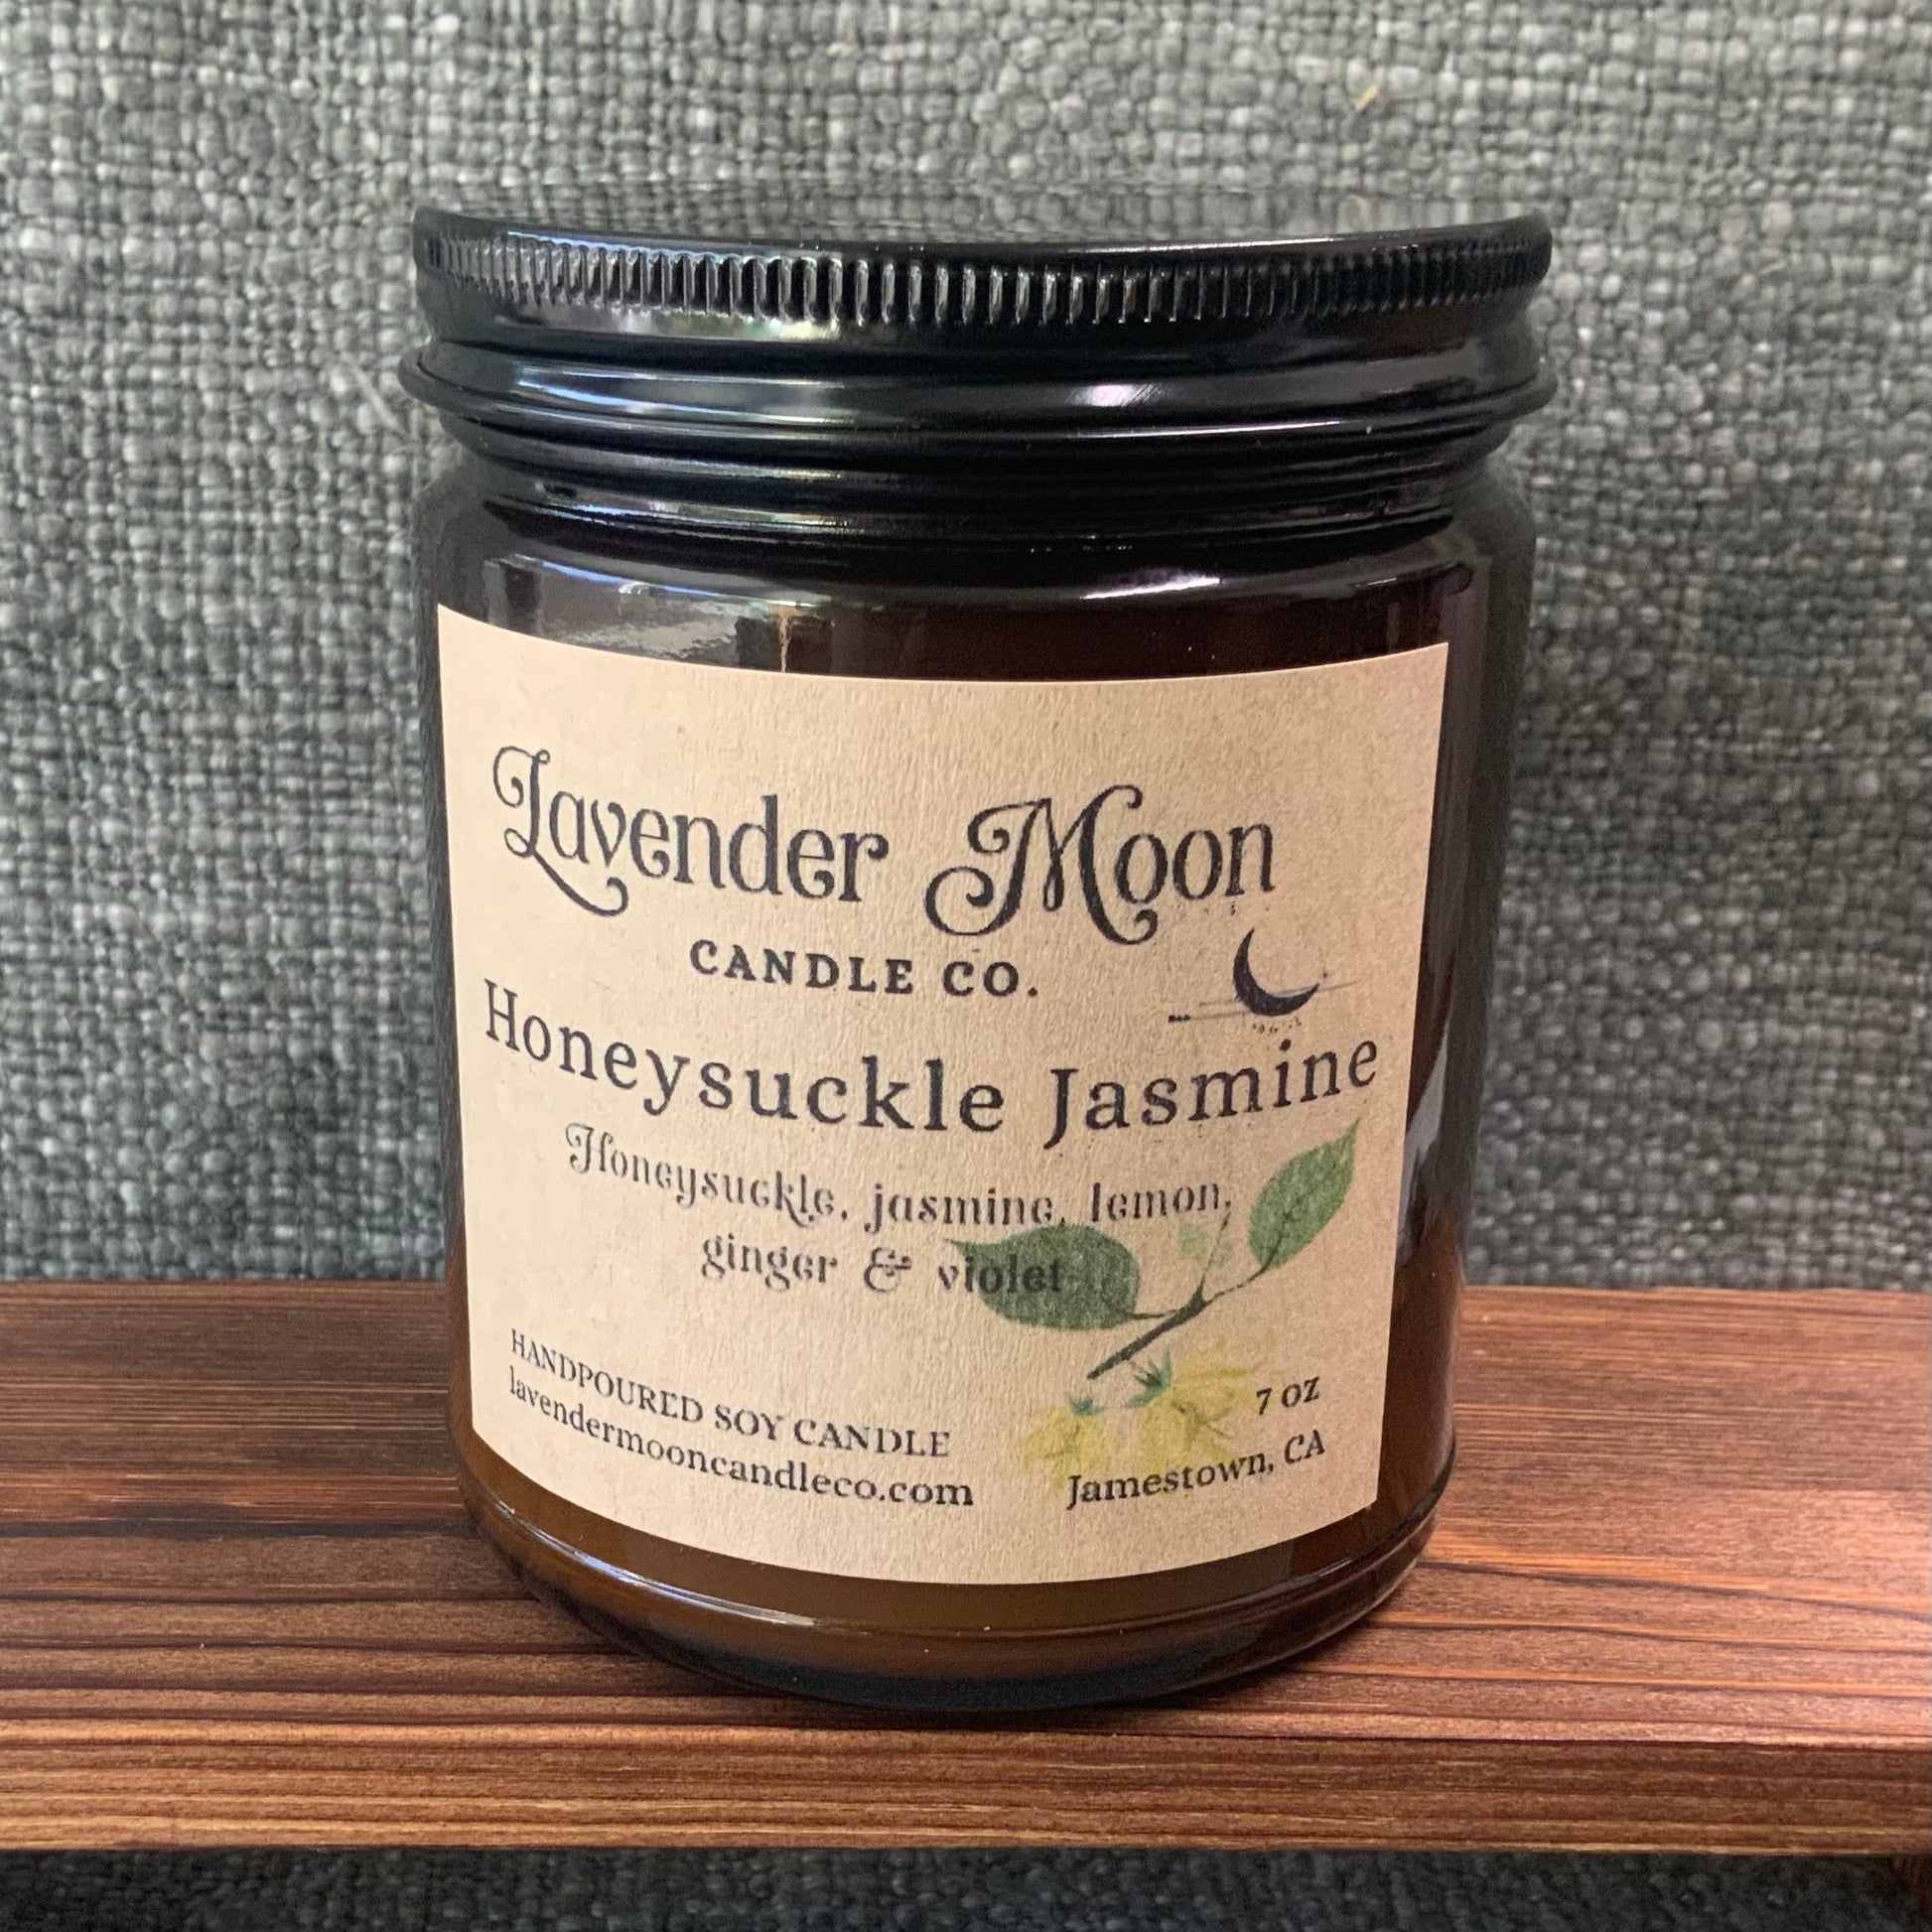 Lavender Moon
CANDLE CO.
Honeysuckle Jasmine
Honeysuckle, jasmine, lemon,
ginger & violet
HANDPOURED SOY CANDLE
lavendermooncandleco.com
7 OZ
Jamestown, CA